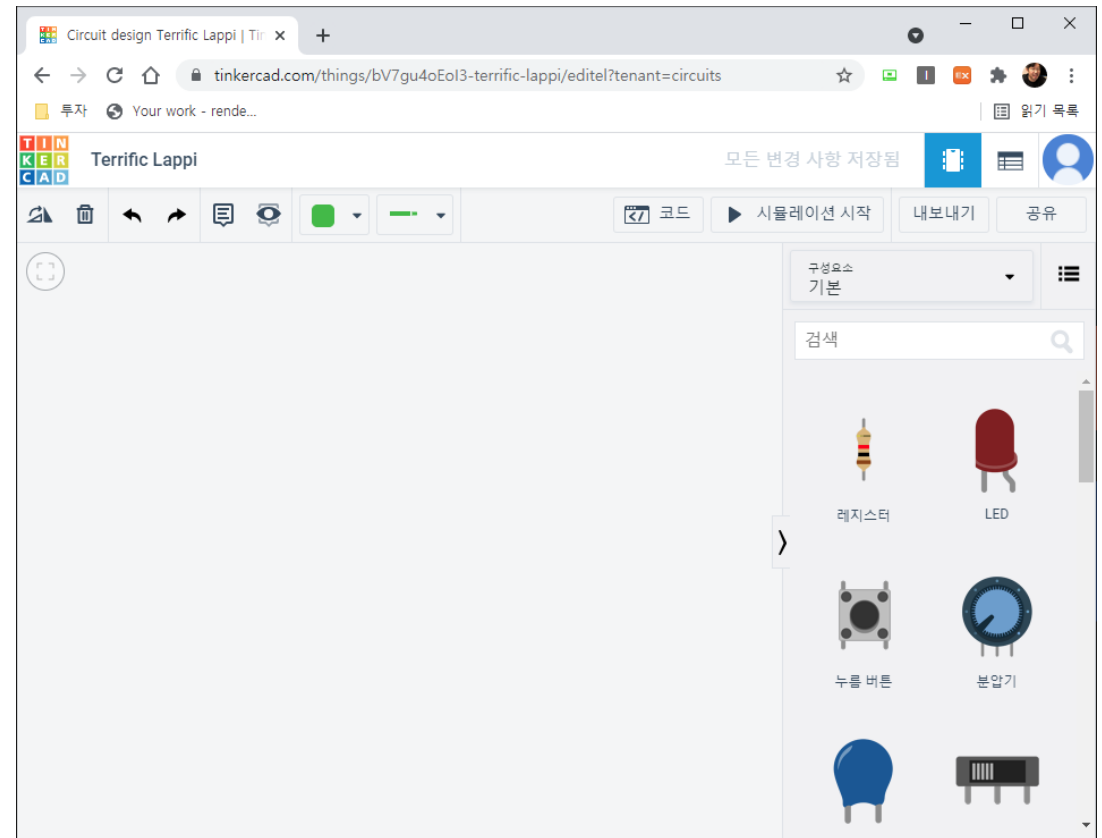 Circuit design Terrific Lappi | Tin
tinkercad.com/things/bV7gu4oEoI3-terrific-lappi/editel?tenant=circuits
투자 Your work - rende...
읽기 목록
TIN
KER
CAD
Terrific Lappi
모든 변경 사항 저장됨
코드
시뮬레이션 시작
내보내기
공유
구성요소
기본
검색
레지스터
LED
누름 버튼
분압기